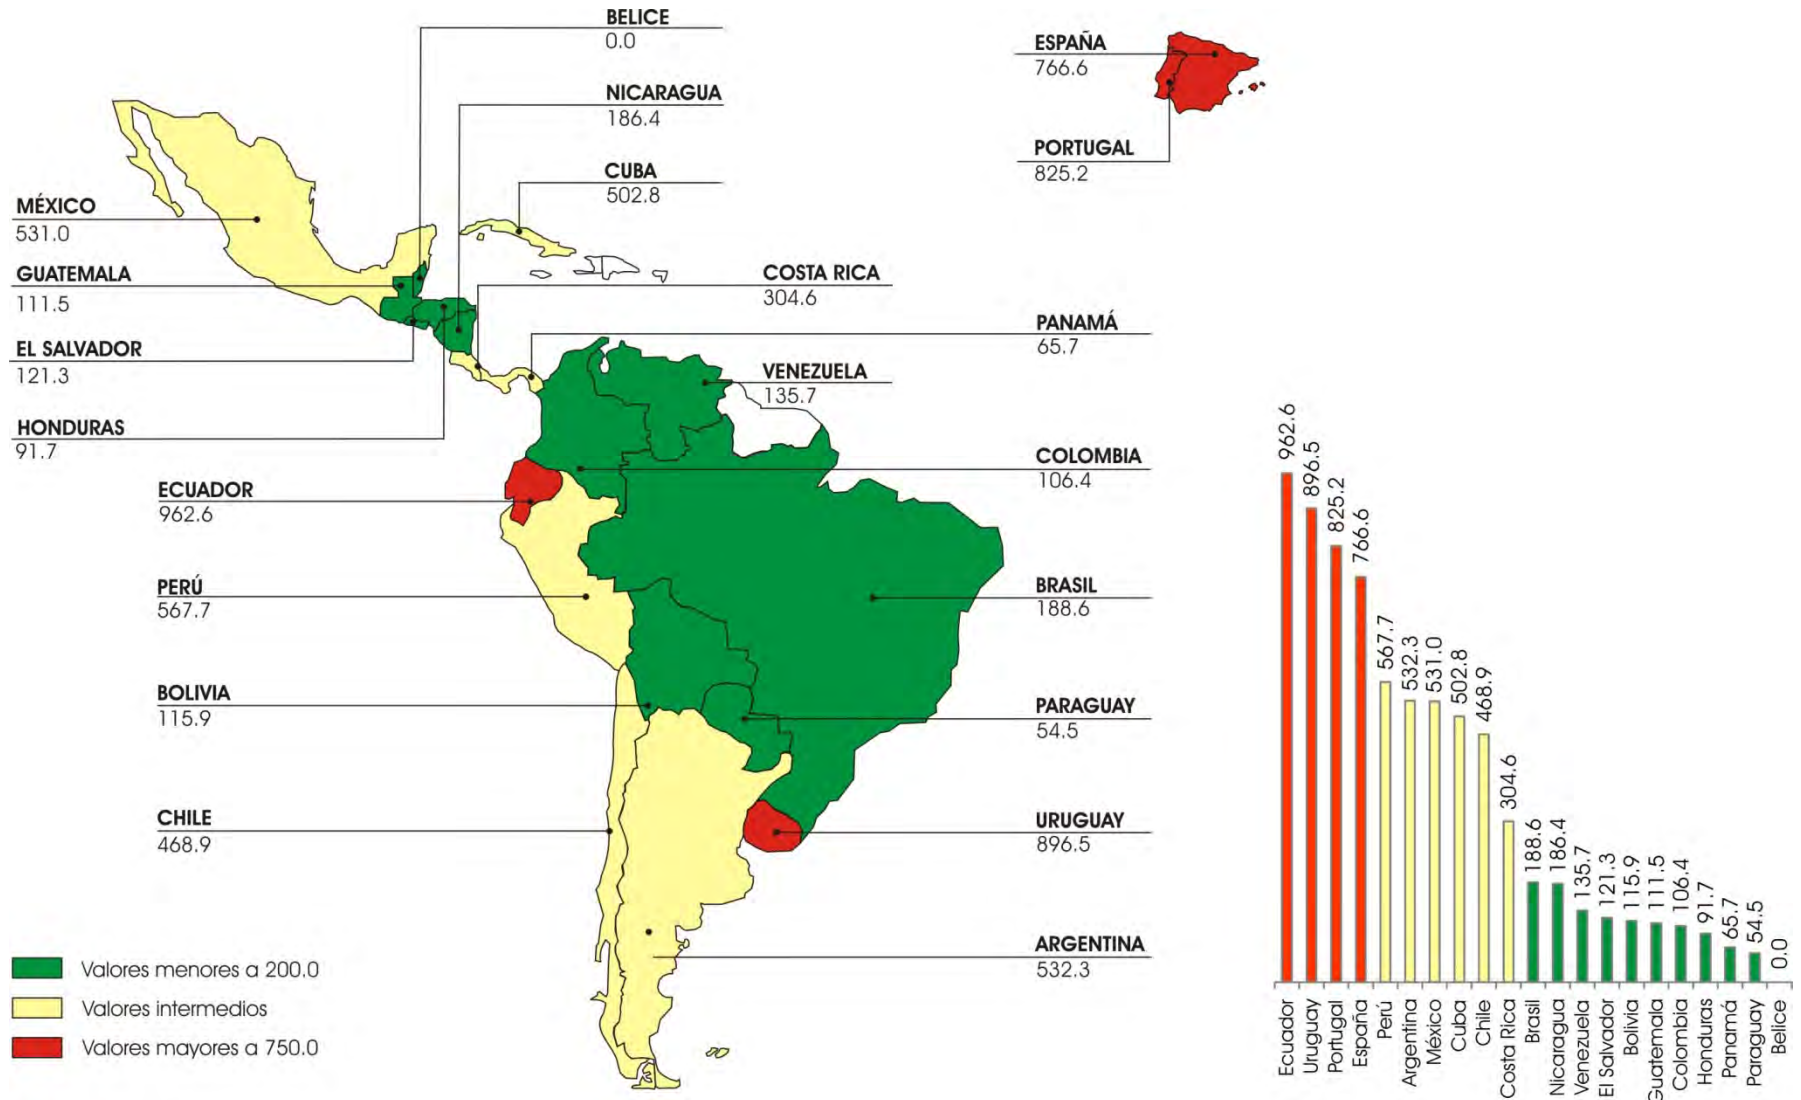 BELICE
0.0
NICARAGUA
186.4
CUBA
502.8
ESPAÑA
766.6
PORTUGAL
825.2
MÉXICO
531.0
GUATEMALA
111.5
EL SALVADOR
121.3
HONDURAS
91.7
COSTA RICA
304.6
PANAMÁ
65.7
VENEZUELA
135.7
COLOMBIA
106.4
ECUADOR
962.6
PERÚ
567.7
BRASIL
188.6
BOLIVIA
115.9
PARAGUAY
54.5
CHILE
468.9
URUGUAY
896.5
ARGENTINA
532.3
Valores menores a 200.0
Valores intermedios
Valores mayores a 750.0
962.6
896.5
825.2
766.6
567.7
532.3
531.0
502.8
468.9
304.6
188.6
186.4
135.7
121.3
115.9
111.5
106.4
91.7
65.7
54.5
0.0
Ecuador
Uruguay
Portugal
España
Perú
Argentina
México
Cuba
Chile
Costa Rica
Brasil
Nicaragua
Venezuela
El Salvador
Bolivia
Guatemala
Colombia
Honduras
Panamá
Paraguay
Belice